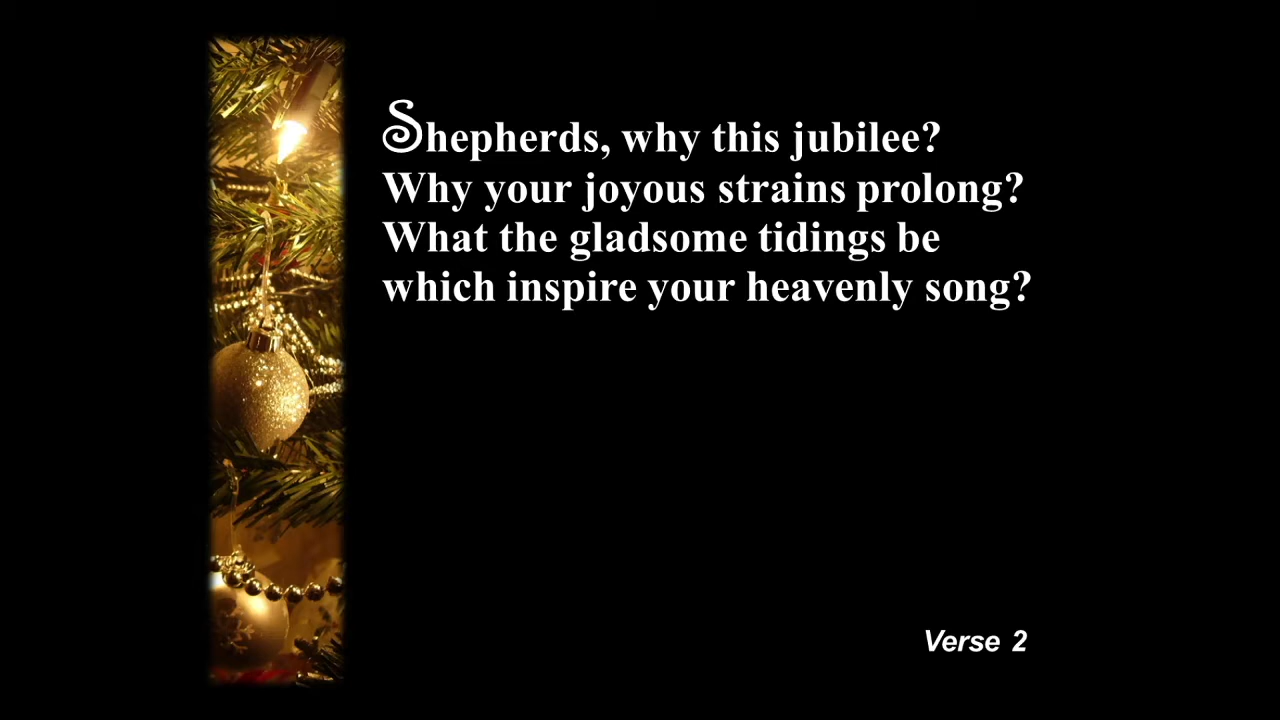 Shepherds, why this jubilee?
Why your joyous strains prolong?
What the gladsome tidings be
which inspire your heavenly song?
Verse 2